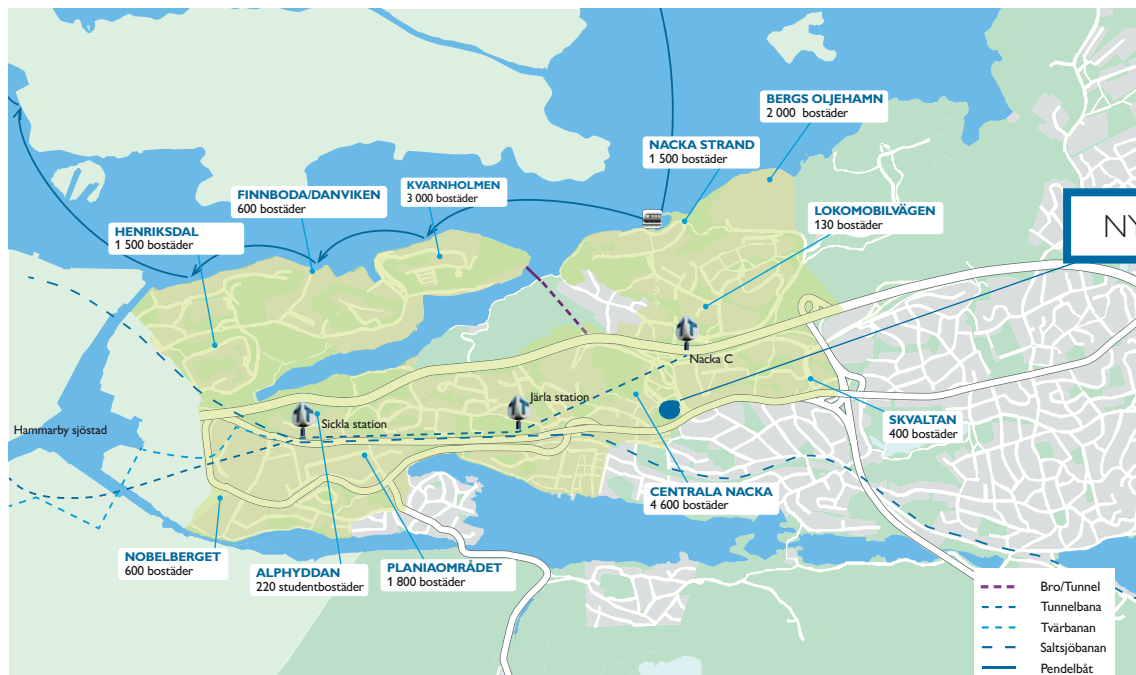 BERGS OLJEHAMN
2 000 bostäder
NACKA STRAND
1 500 bostäder
KVARNHOLMEN
3 000 bostäder
FINNBODA/DANVIKEN
600 bostäder
LOKOMOBILVÄGEN
130 bostäder
HENRIKSDAL
1 500 bostäder
NY
Nacka C
Järla station
Sickla station
Hammarby sjöstad
SKVALTAN
400 bostäder
CENTRALA NACKA
4 600 bostäder
NOBELBERGET
600 bostäder
ALPHYDDAN
220 studentbostäder
PLANIAOMRÅDET
1 800 bostäder
Bro/Tunnel
Tunnelbana
Tvärbanan
Saltsjöbanan
Pendelbåt